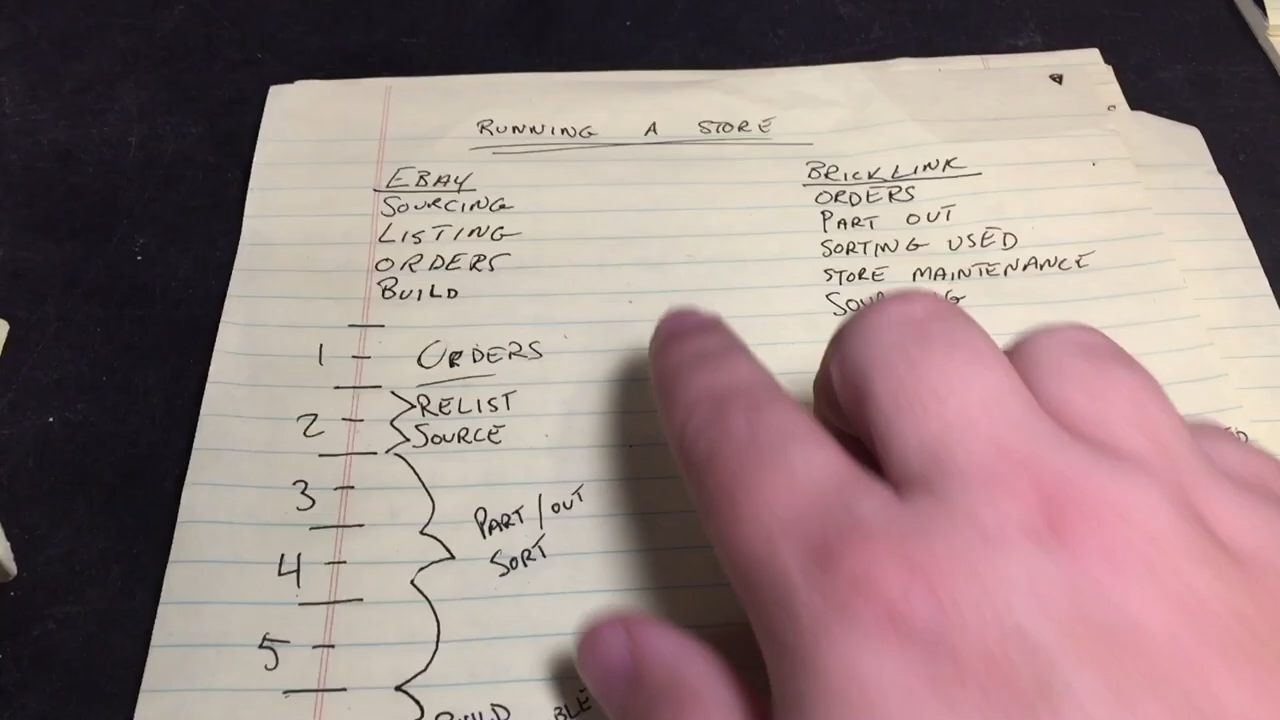 RUNNING A STORE
EBAY
SOURCING
LISTING
ORDERS
BUILD
BRICKLINK
ORDERS
PART OUT
SORTING USED
STORE MAINTENANCE
1 ORDERS
2 RELIST
SOURCE
3
PART/OUT
SORT
4
5
BUILD